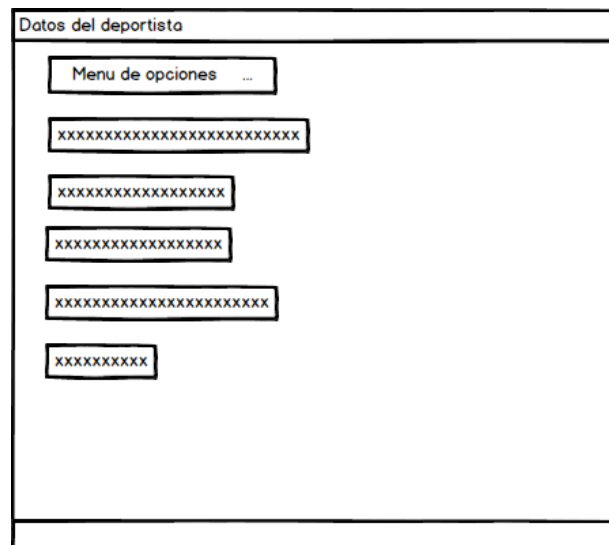 Datos del deportista
Menu de opciones ...
xxxxxxxxxxxxxxxxxxxxxxxxxx
xxxxxxxxxxxxxxxxxx
xxxxxxxxxxxxxxxxxx
xxxxxxxxxxxxxxxxxxxxxxx
xxxxxxxxxx